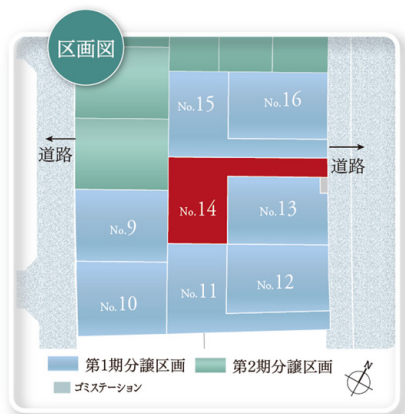 区画図
No.15
No.16
道路
道路
No.14
No.13
No.9
No.12
No.11
No.10
第1期分譲区画
第2期分譲区画
ゴミステーション
N